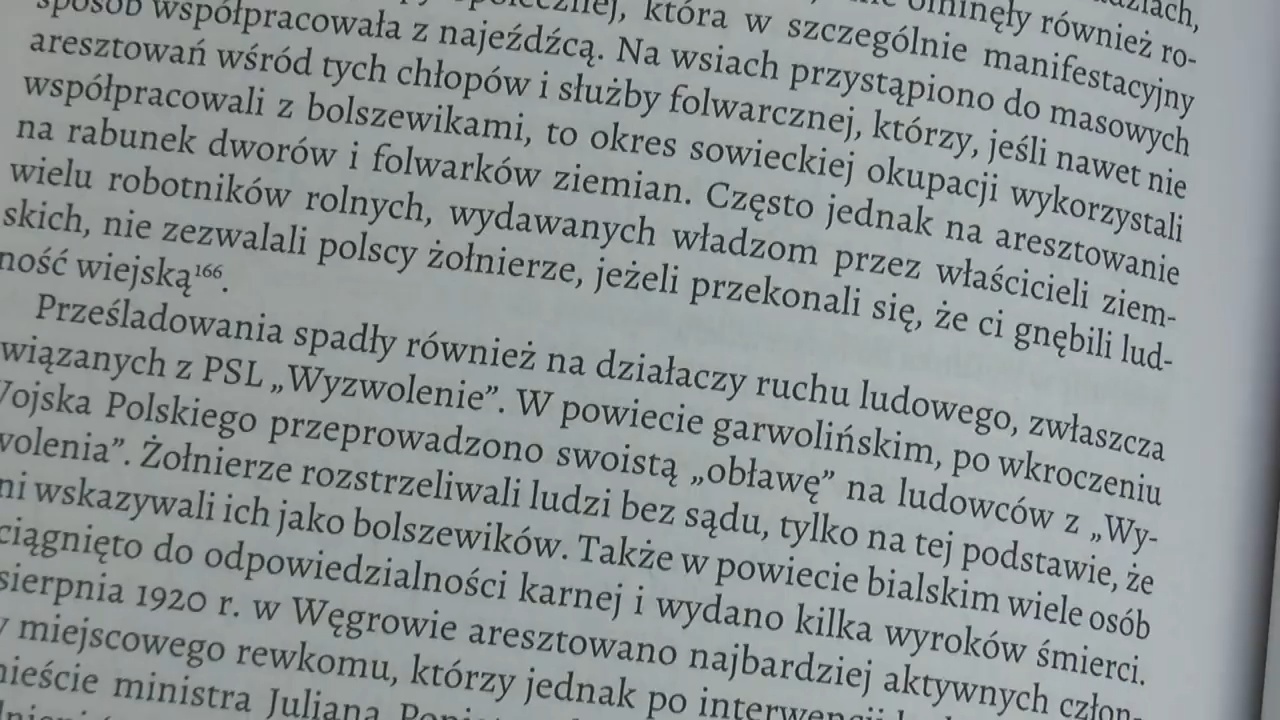 ominęły również ro-
sposób współpracowała z najeźdźcą. Na wsiach przystąpiono do masowych
aresztowań wśród tych chłopów i służby folwarcznej, którzy, jeśli nawet nie
współpracowali z bolszewikami, to okres sowieckiej okupacji wykorzystali
na rabunek dworów i folwarków ziemian. Często jednak na aresztowanie
wielu robotników rolnych, wydawanych władzom przez właścicieli ziem-
skich, nie zezwalali polscy żołnierze, jeżeli przekonali się, że ci gnębili lud-
ność wiejską¹⁶⁶.
Prześladowania spadły również na działaczy ruchu ludowego, zwłaszcza
wiązanych z PSL „Wyzwolenie”. W powiecie garwolińskim, po wkroczeniu
Wojska Polskiego przeprowadzono swoistą „obławę” na ludowców z „Wy-
wolenia”. Żołnierze rozstrzeliwali ludzi bez sądu, tylko na tej podstawie, że
ni wskazywali ich jako bolszewików. Także w powiecie bialskim wiele osób
ciągnięto do odpowiedzialności karnej i wydano kilka wyroków śmierci.
sierpnia 1920 r. w Węgrowie aresztowano najbardziej aktywnych człon-
miejscowego rewkomu, którzy jednak po interwencji
mieście ministra Juliana